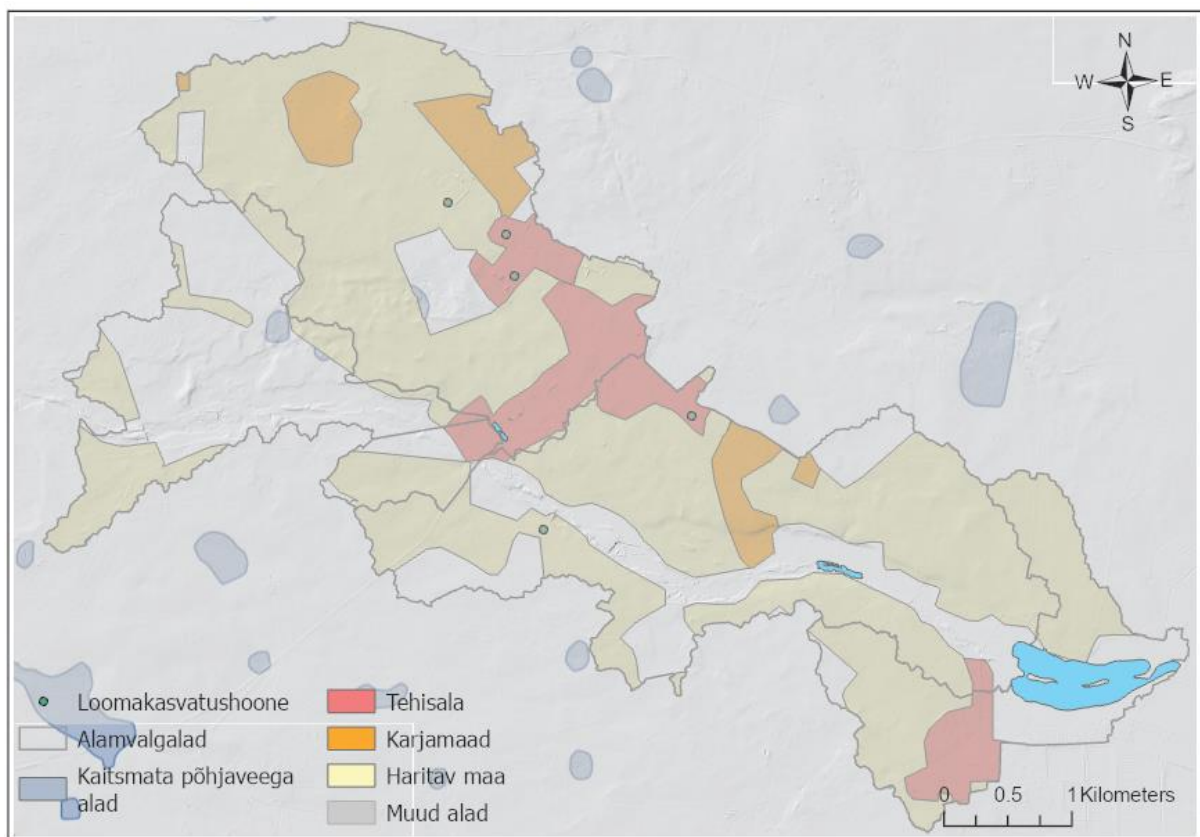 N
W E
S
Loomakasvatushoone
Alamvalgalad
Kaitsmata põhjaveega
alad
Tehisala
Karjamaad
Haritav maa
Muud alad
0 0.5 1 Kilometers